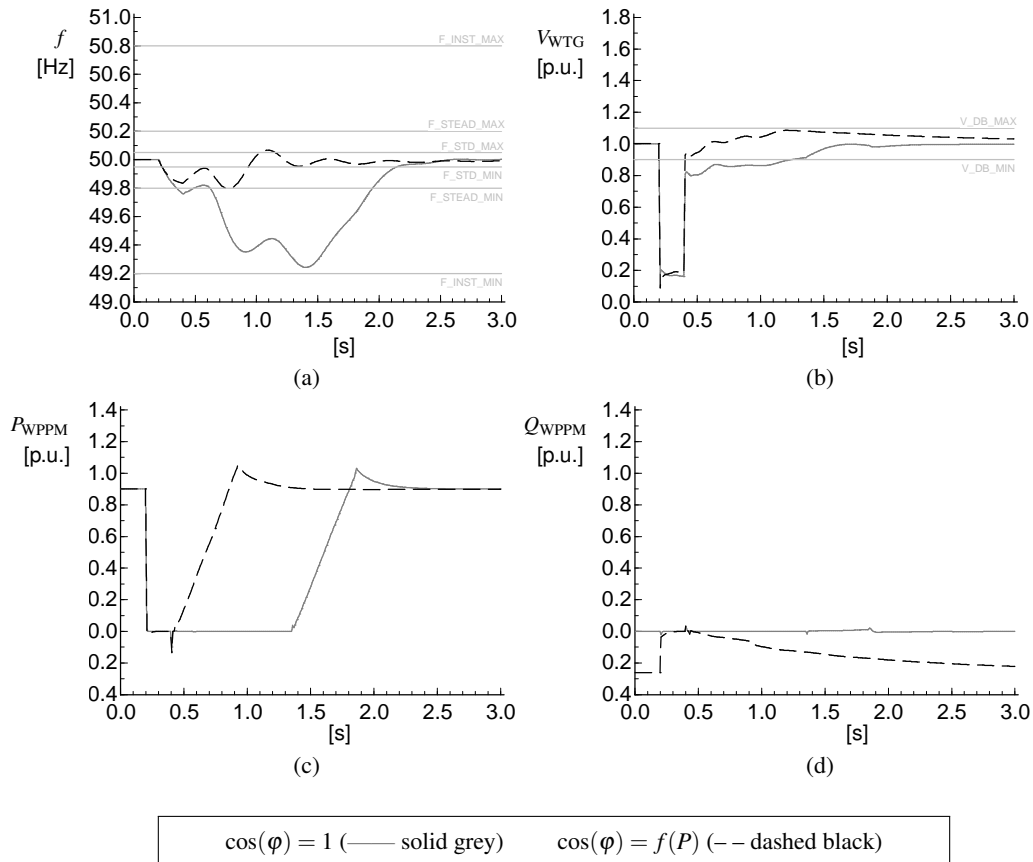 f
[Hz]
51.0
50.8
50.6
50.4
50.2
50.0
49.8
49.6
49.4
49.2
49.0
F_INST_MAX
F_STEAD_MAX
F_STD_MAX
F_STD_MIN
F_STEAD_MIN
F_INST_MIN
0.0 0.5 1.0 1.5 2.0 2.5 3.0
[s]
(a)
VWTG
[p.u.]
1.8
1.6
1.4
1.2
1.0
0.8
0.6
0.4
0.2
0.0
V_DB_MAX
V_DB_MIN
0.0 0.5 1.0 1.5 2.0 2.5 3.0
[s]
(b)
PWPPM
[p.u.]
1.4
1.2
1.0
0.8
0.6
0.4
0.2
0.0
0.2
0.4
0.0 0.5 1.0 1.5 2.0 2.5 3.0
[s]
(c)
QWPPM
[p.u.]
1.4
1.2
1.0
0.8
0.6
0.4
0.2
0.0
0.2
0.4
0.0 0.5 1.0 1.5 2.0 2.5 3.0
[s]
(d)
cos(φ) = 1 (—— solid grey) cos(φ) = f(P) (– – dashed black)